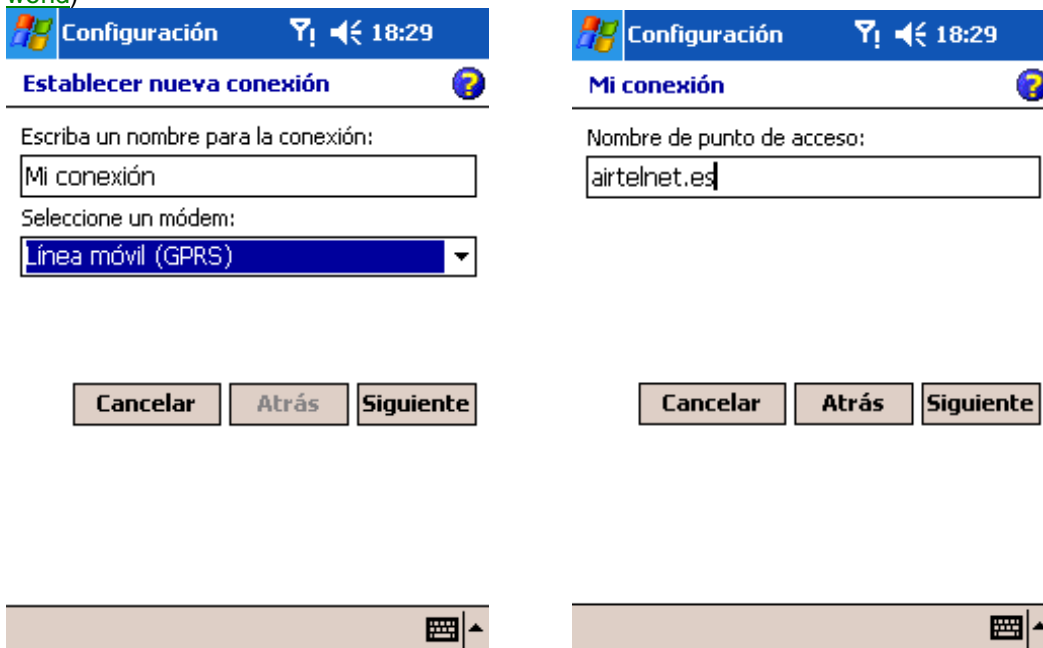 world)
Configuración 18:29
Establecer nueva conexión
Escriba un nombre para la conexión:
Mi conexión
Seleccione un módem:
Línea móvil (GPRS)
Cancelar Atrás Siguiente
Configuración 18:29
Mi conexión
Nombre de punto de acceso:
airtelnet.es
Cancelar Atrás Siguiente